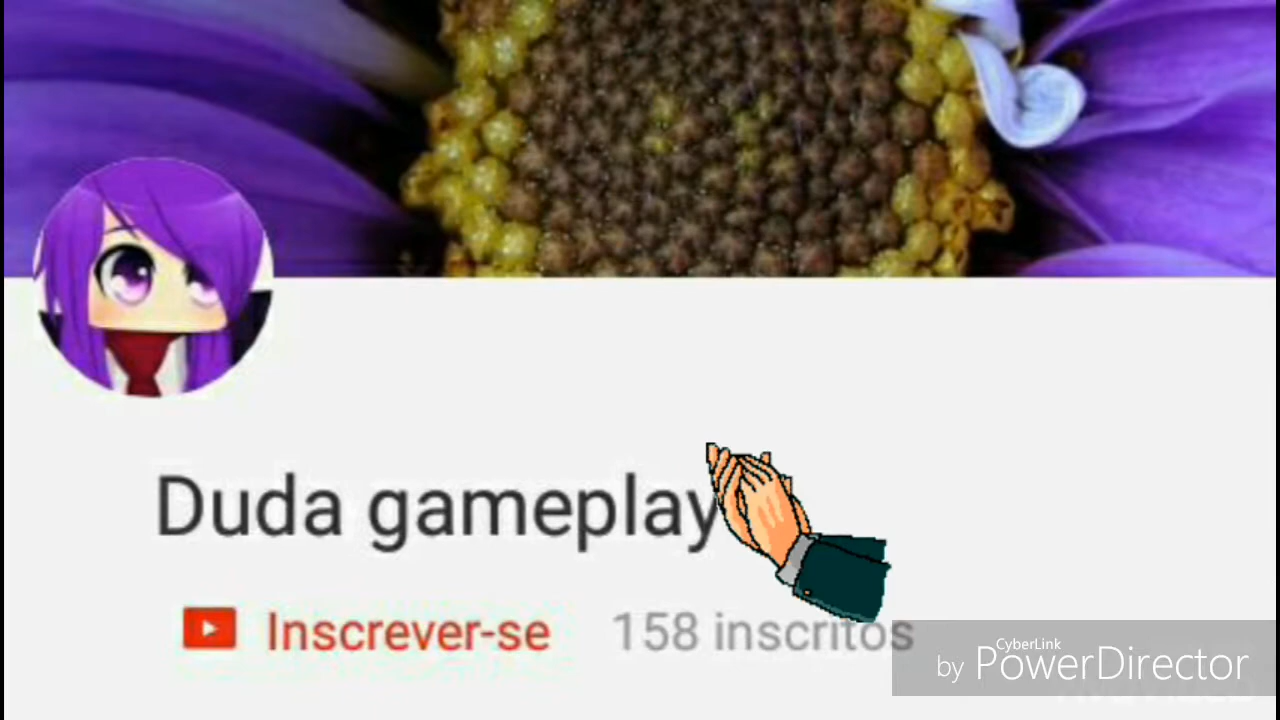 Duda gameplay
Inscrever-se 158 inscritos
CyberLink
by PowerDirector